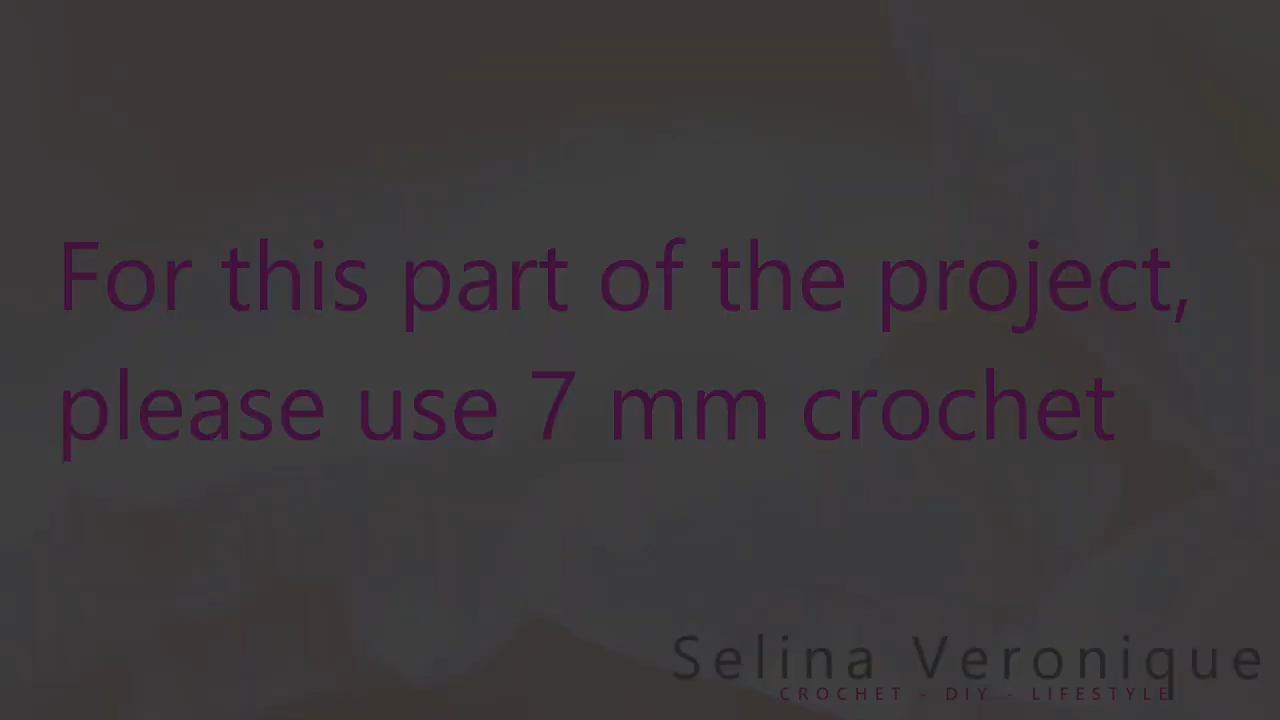 For this part of the project,
please use 7 mm crochet
Selina Veronique
CROCHET - DIY - LIFESTYLE